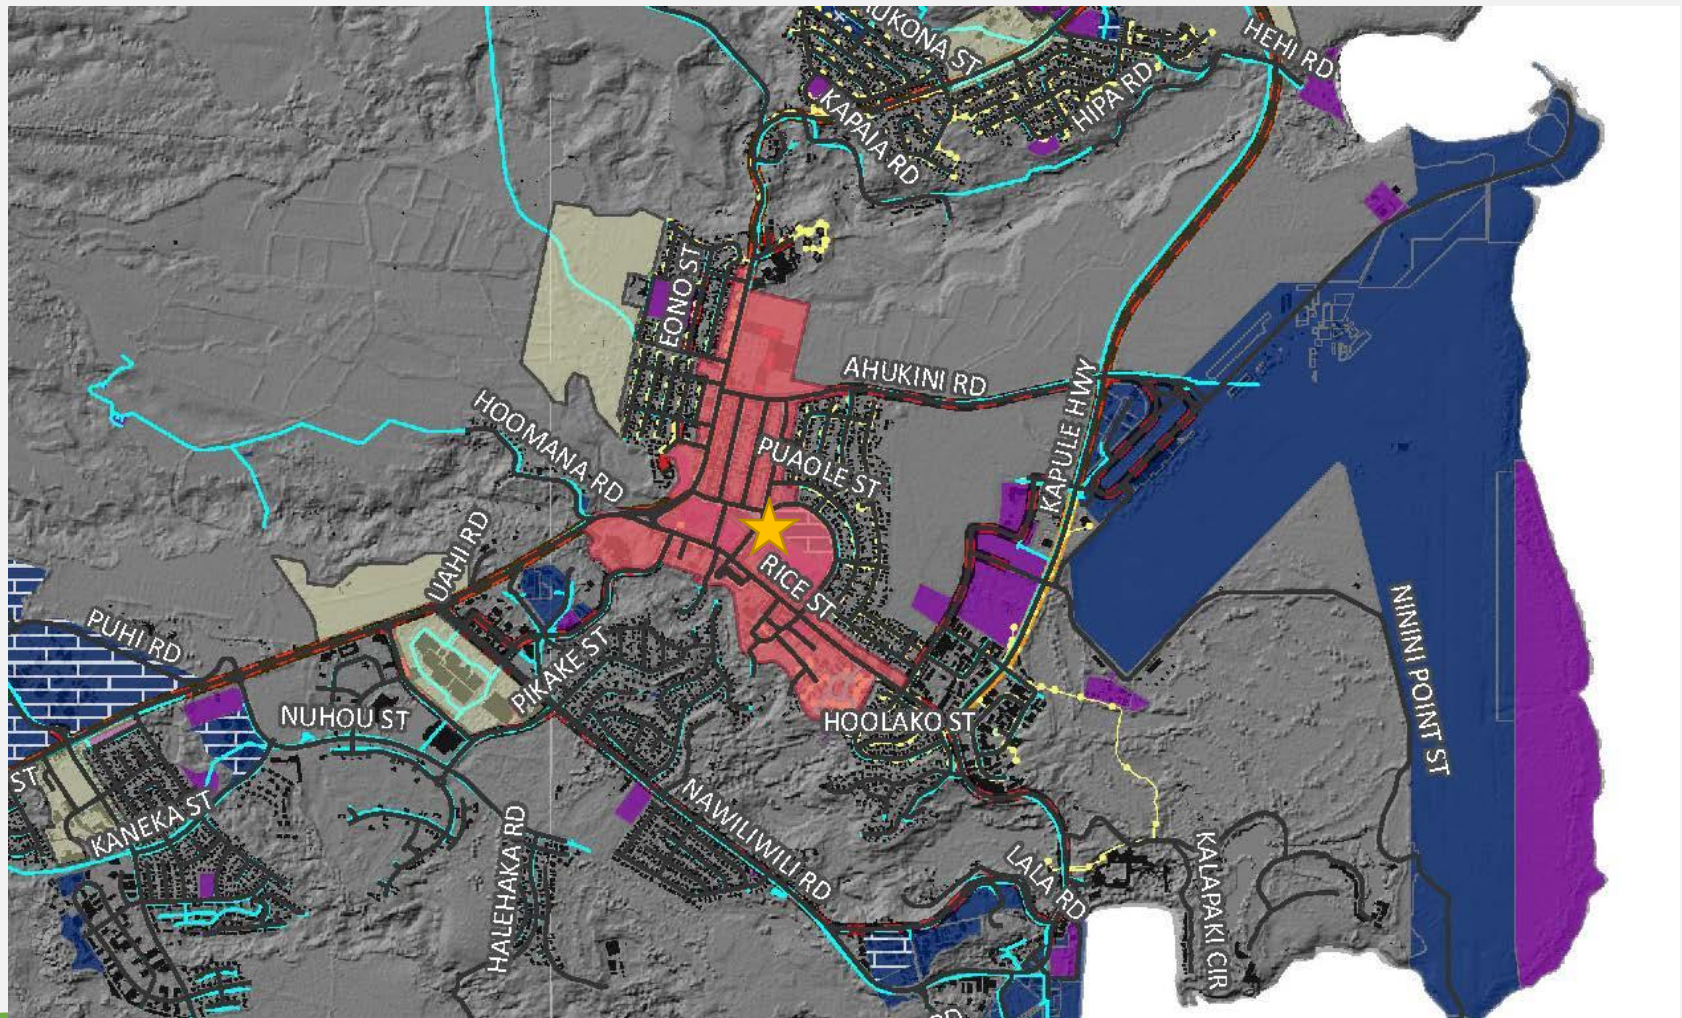 HEHI RD
HIPA RD
KAPAIA RD
EONO ST
AHUKINI RD
KAPULE HWY
HOOMANA RD
PUAOLE ST
UAHI RD
RICE ST
PUHI RD
PIKAKE ST
NININI POINT ST
NUHOU ST
HOOLAKO ST
ST
KANEKA ST
NAWILIWILI RD
HALEHAKA RD
LALA RD
KALAPAKI CIR